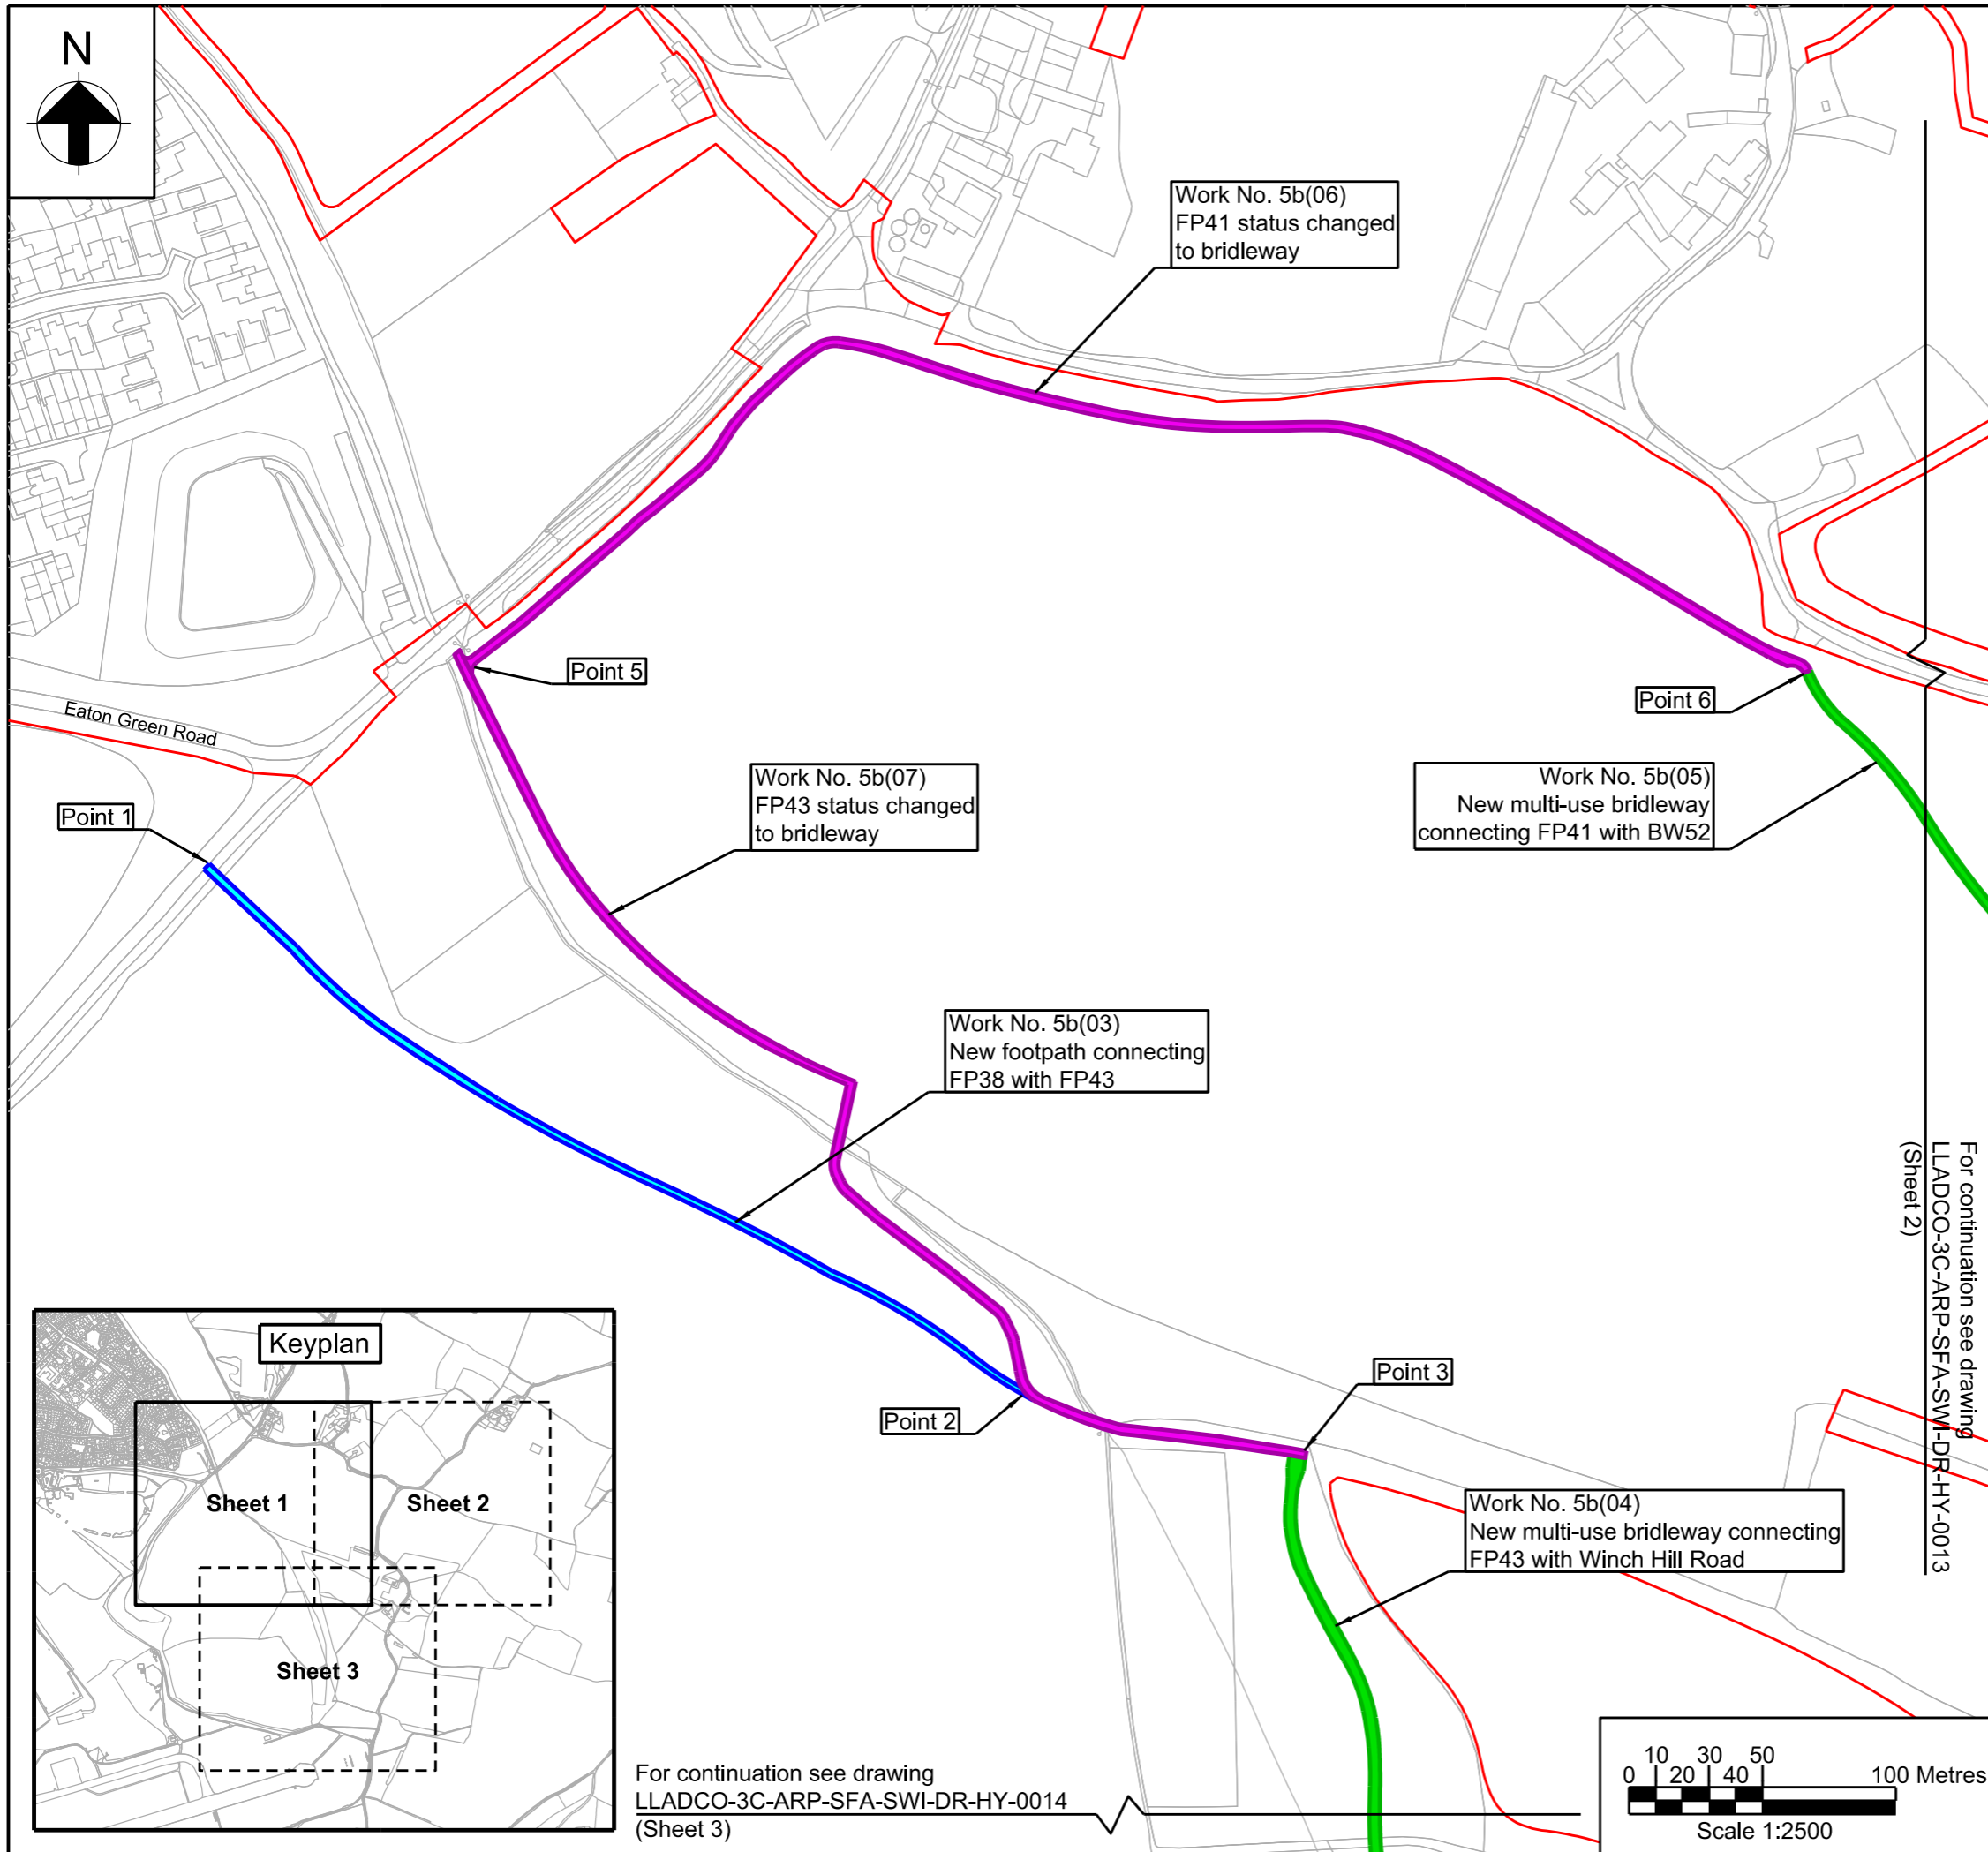 N
Work No. 5b(06)
FP41 status changed
to bridleway
Point 5
Point 6
Eaton Green Road
Work No. 5b(07)
FP43 status changed
to bridleway
Work No. 5b(05)
New multi-use bridleway
connecting FP41 with BW52
Point 1
Work No. 5b(03)
New footpath connecting
FP38 with FP43
For continuation see drawing
LLADCO-3C-ARP-SFA-SWI-DR-HY-0013
(Sheet 2)
Keyplan
Sheet 1
Sheet 2
Sheet 3
Point 3
Point 2
Work No. 5b(04)
New multi-use bridleway connecting
FP43 with Winch Hill Road
For continuation see drawing
LLADCO-3C-ARP-SFA-SWI-DR-HY-0014
(Sheet 3)
10 30 50
0 20 40 100 Metres
Scale 1:2500